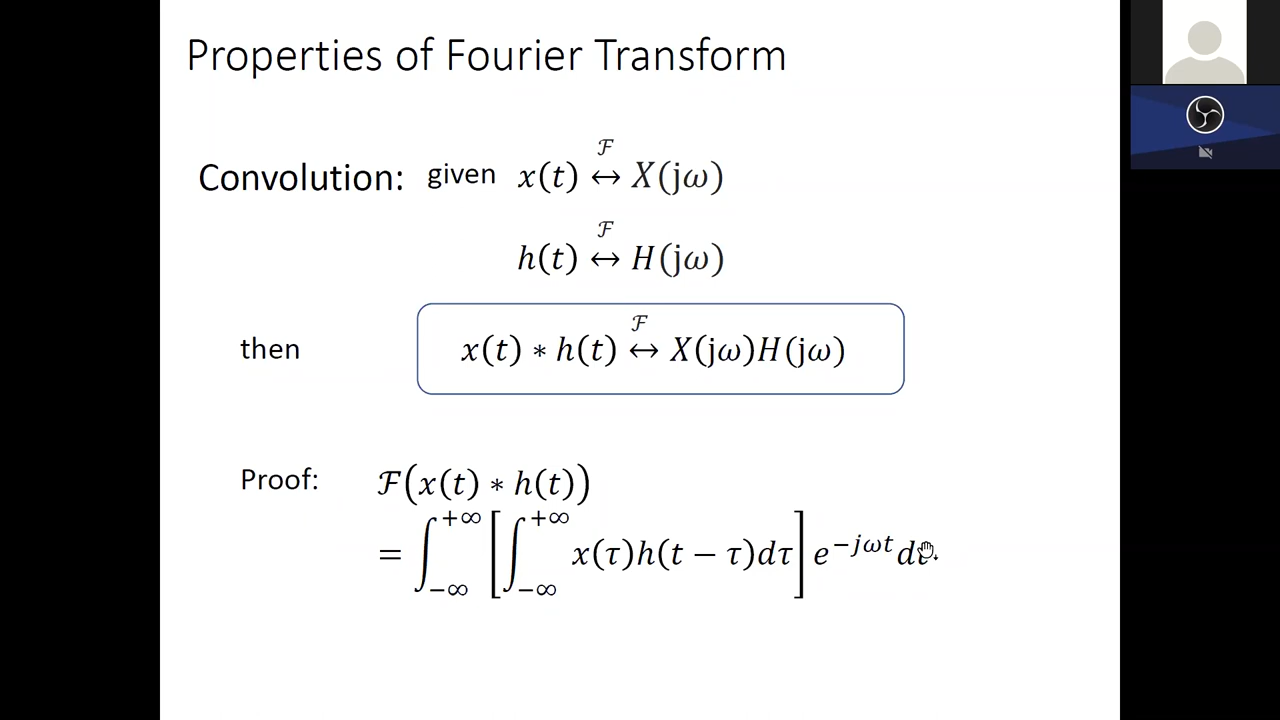 Properties of Fourier Transform
Convolution: given x(t) ℱ↔ X(jω)
h(t) ℱ↔ H(jω)
then x(t) ∗ h(t) ℱ↔ X(jω)H(jω)
Proof: ℱ(x(t) ∗ h(t))
= ∫_{−∞}^{+∞} [∫_{−∞}^{+∞} x(τ)h(t − τ)dτ] e^{−jωt} dt